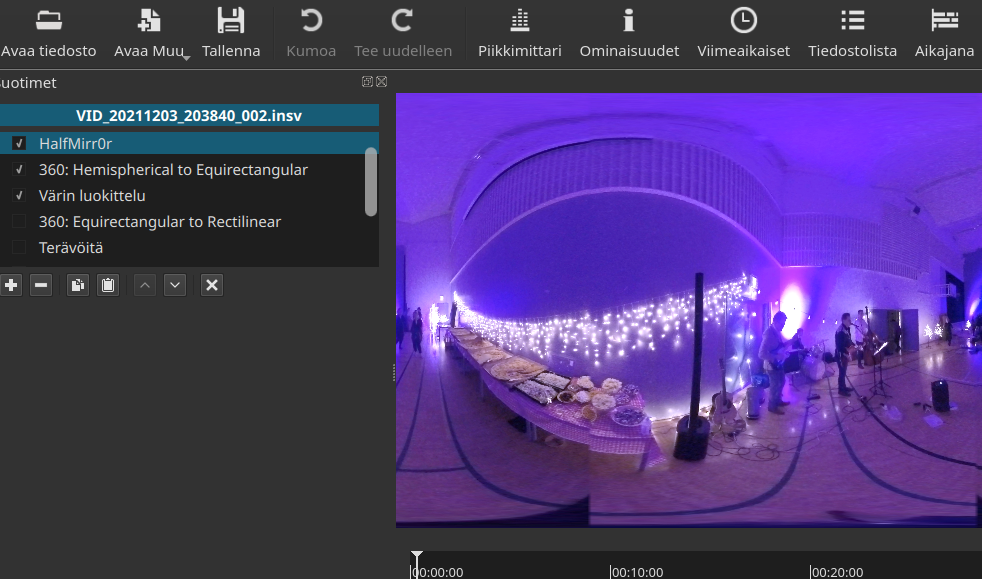 Avaa tiedosto
Avaa Muu
Tallenna
Kumoa
Tee uudelleen
Piikkimittari
Ominaisuudet
Viimeaikaiset
Tiedostolista
Aikajana
uotimet
VID_20211203_203840_002.insv
HalfMirr0r
360: Hemispherical to Equirectangular
Värin luokittelu
360: Equirectangular to Rectilinear
Terävöitä
00:00:00
00:10:00
00:20:00